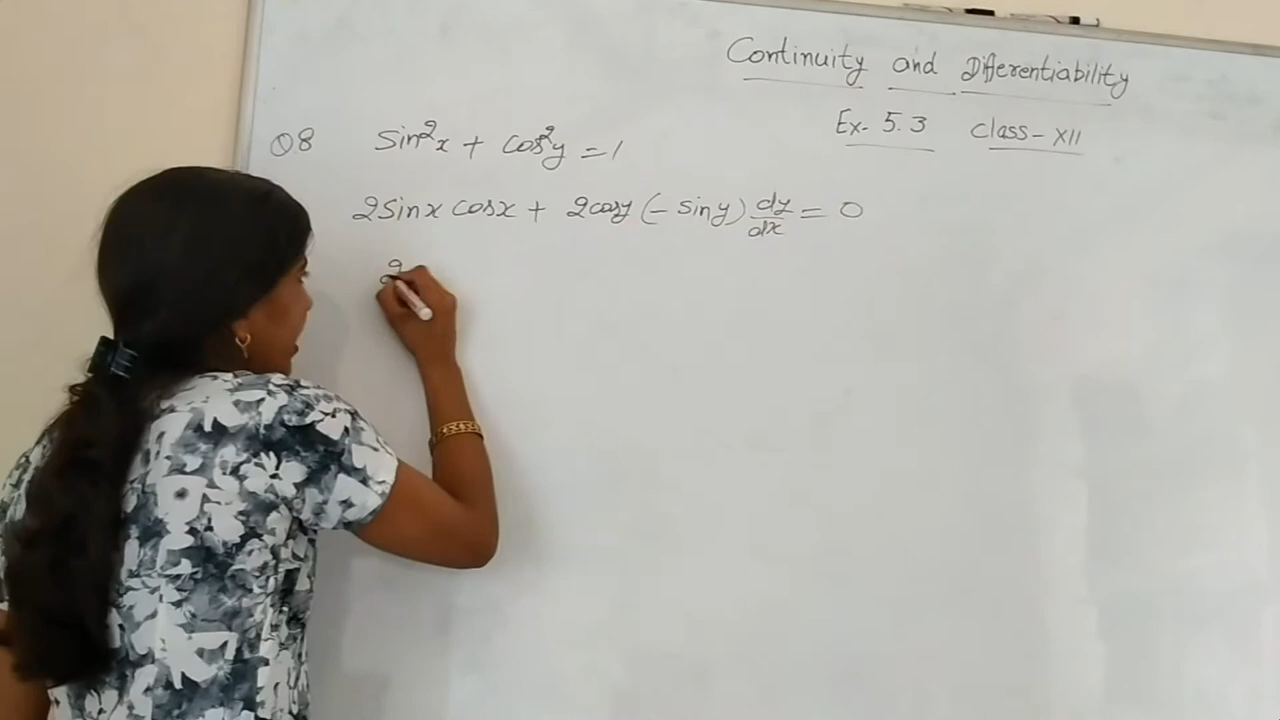 Continuity and Differentiability
Ex. 5.3 Class-XII
Q8 Sin²x + Cos²y = 1
2Sinx cosx + 2cosy (- siny) dy/dx = 0
2